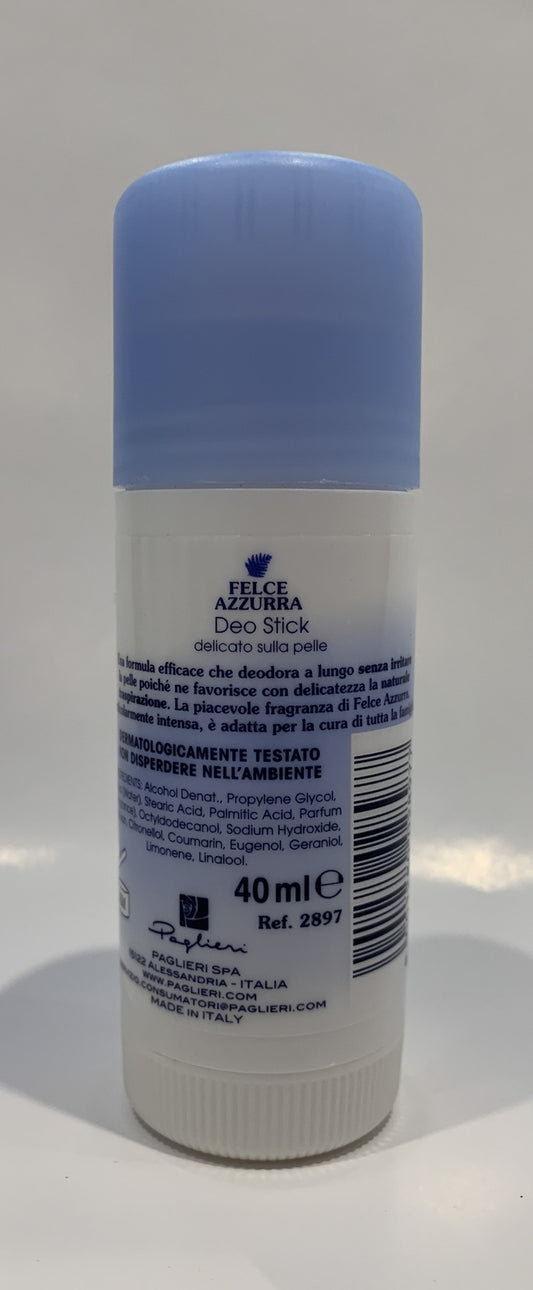 FELCE
AZZURRA
Deo Stick
delicato sulla pelle
formula efficace che deodora a lungo senza irritare
la pelle poiché ne favorisce con delicatezza la naturale
traspirazione. La piacevole fragranza di Felce Azzurra,
intensa, è adatta per la cura di tutta la
DERMATOLOGICAMENTE TESTATO
NON DISPERDERE NELL'AMBIENTE
Alcohol Denat., Propylene Glycol,
(Water), Stearic Acid, Palmitic Acid, Parfum
Octyldodecanol, Sodium Hydroxide,
Citronellol, Coumarin, Eugenol, Geraniol,
Limonene, Linalool.
40 ml e
Ref. 2897
Paglieri
PAGLIERI SPA
15122 ALESSANDRIA - ITALIA
WWW.PAGLIERI.COM
CONSUMATORI@PAGLIERI.COM
MADE IN ITALY